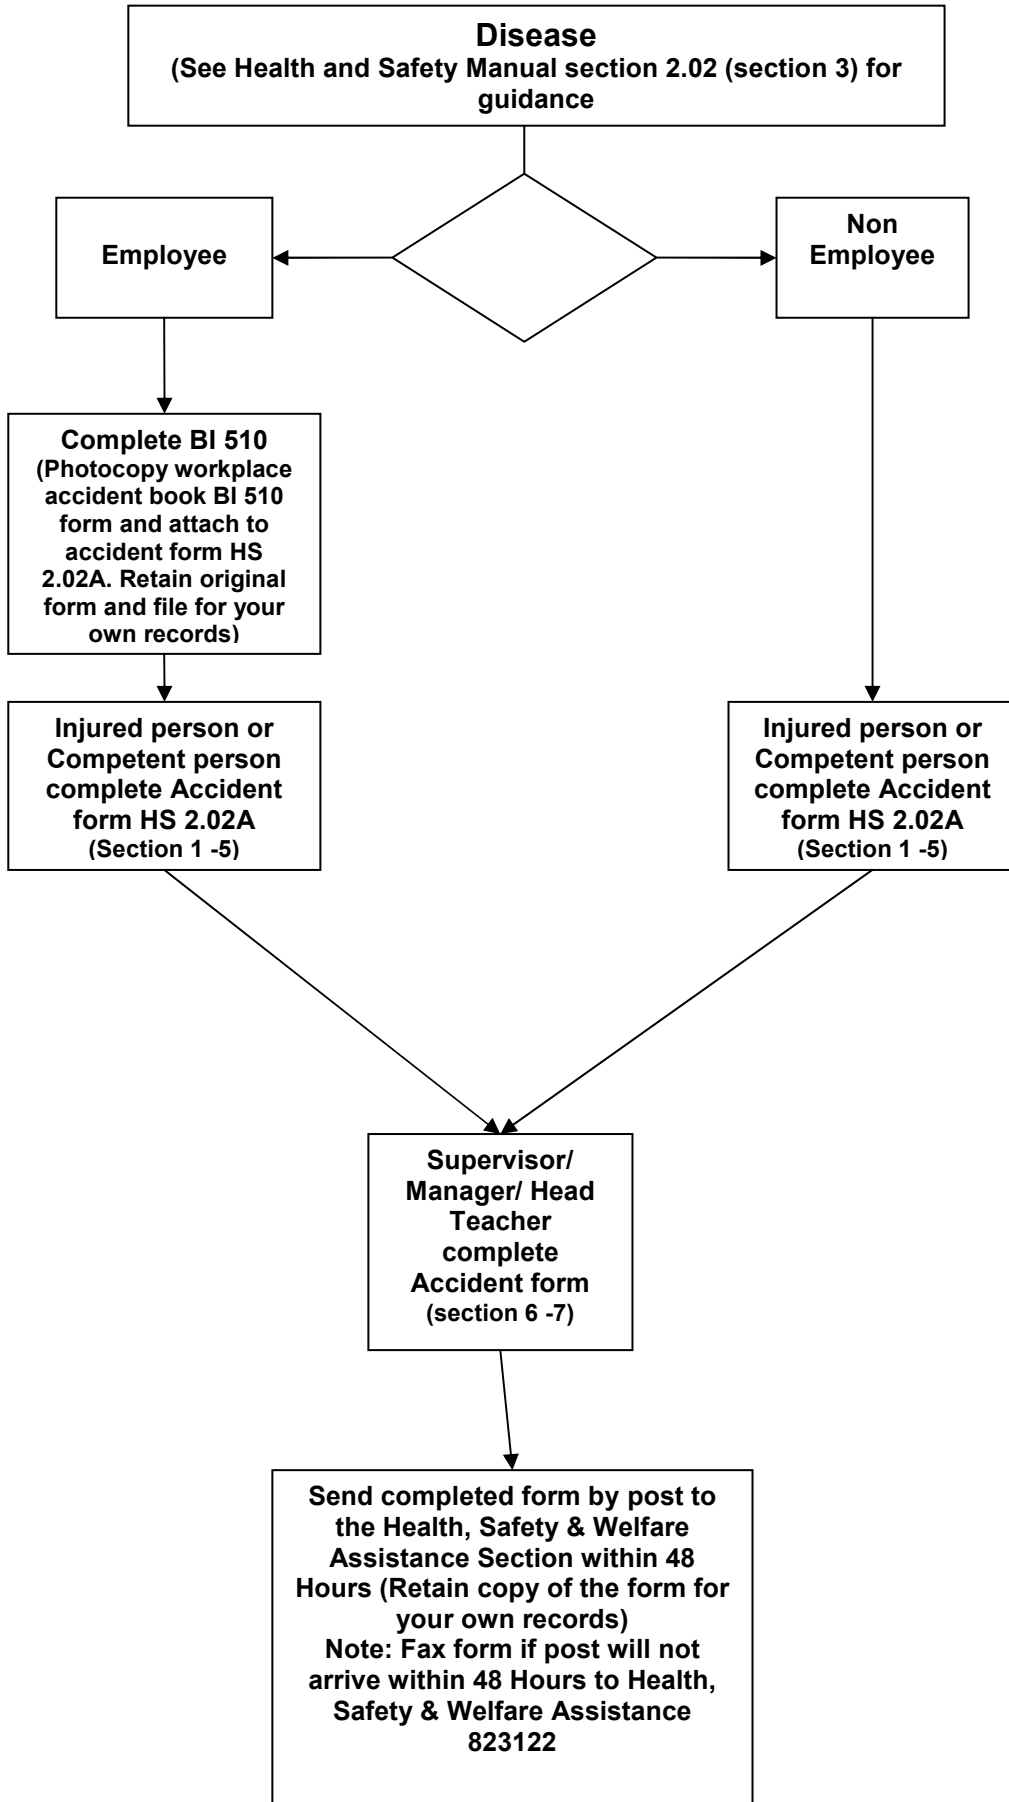 Disease
(See Health and Safety Manual section 2.02 (section 3) for
guidance
Employee
Non
Employee
Complete BI 510
(Photocopy workplace
accident book BI 510
form and attach to
accident form HS
2.02A. Retain original
form and file for your
own records)
Injured person or
Competent person
complete Accident
form HS 2.02A
(Section 1 -5)
Injured person or
Competent person
complete Accident
form HS 2.02A
(Section 1 -5)
Supervisor/
Manager/ Head
Teacher
complete
Accident form
(section 6 -7)
Send completed form by post to
the Health, Safety & Welfare
Assistance Section within 48
Hours (Retain copy of the form for
your own records)
Note: Fax form if post will not
arrive within 48 Hours to Health,
Safety & Welfare Assistance
823122